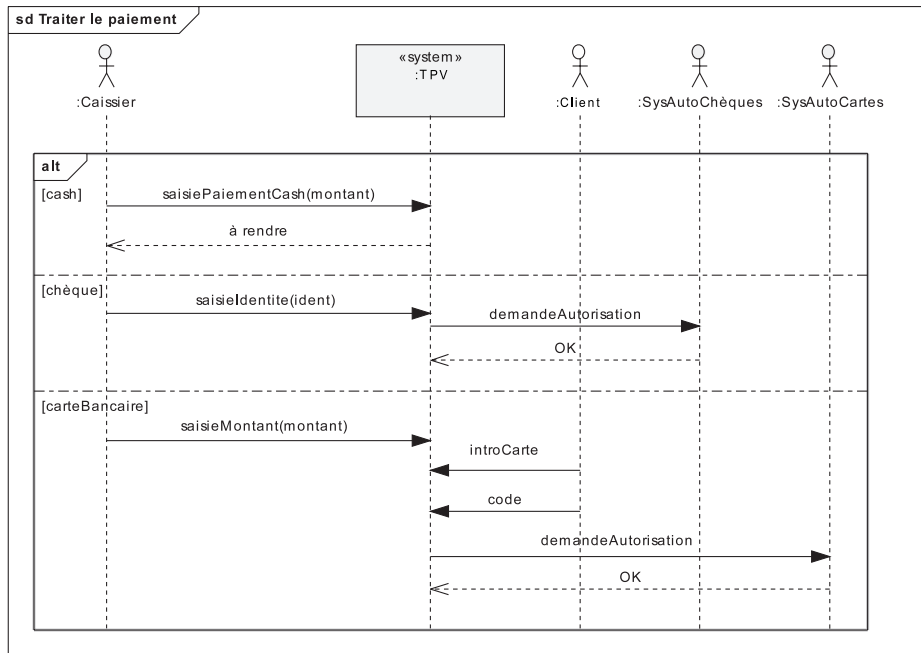 sd Traiter le paiement
«system»
:TPV
:Caissier
:Client
:SysAutoChèques
:SysAutoCartes
alt
[cash]
saisiePaiementCash(montant)
à rendre
[chèque]
saisieIdentite(ident)
demandeAutorisation
OK
[carteBancaire]
saisieMontant(montant)
introCarte
code
demandeAutorisation
OK